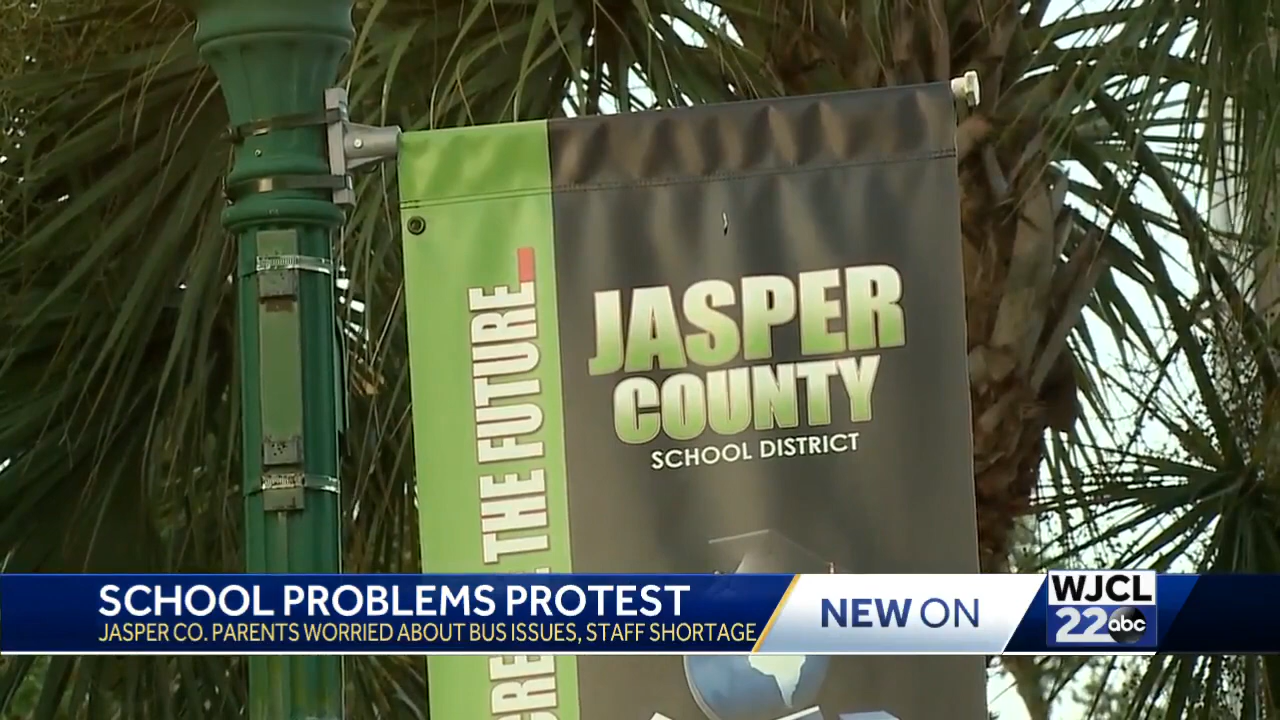 CRE THE FUTURE
JASPER
COUNTY
SCHOOL DISTRICT
SCHOOL PROBLEMS PROTEST
JASPER CO. PARENTS WORRIED ABOUT BUS ISSUES, STAFF SHORTAGE
NEW ON
WJCL
22 abc